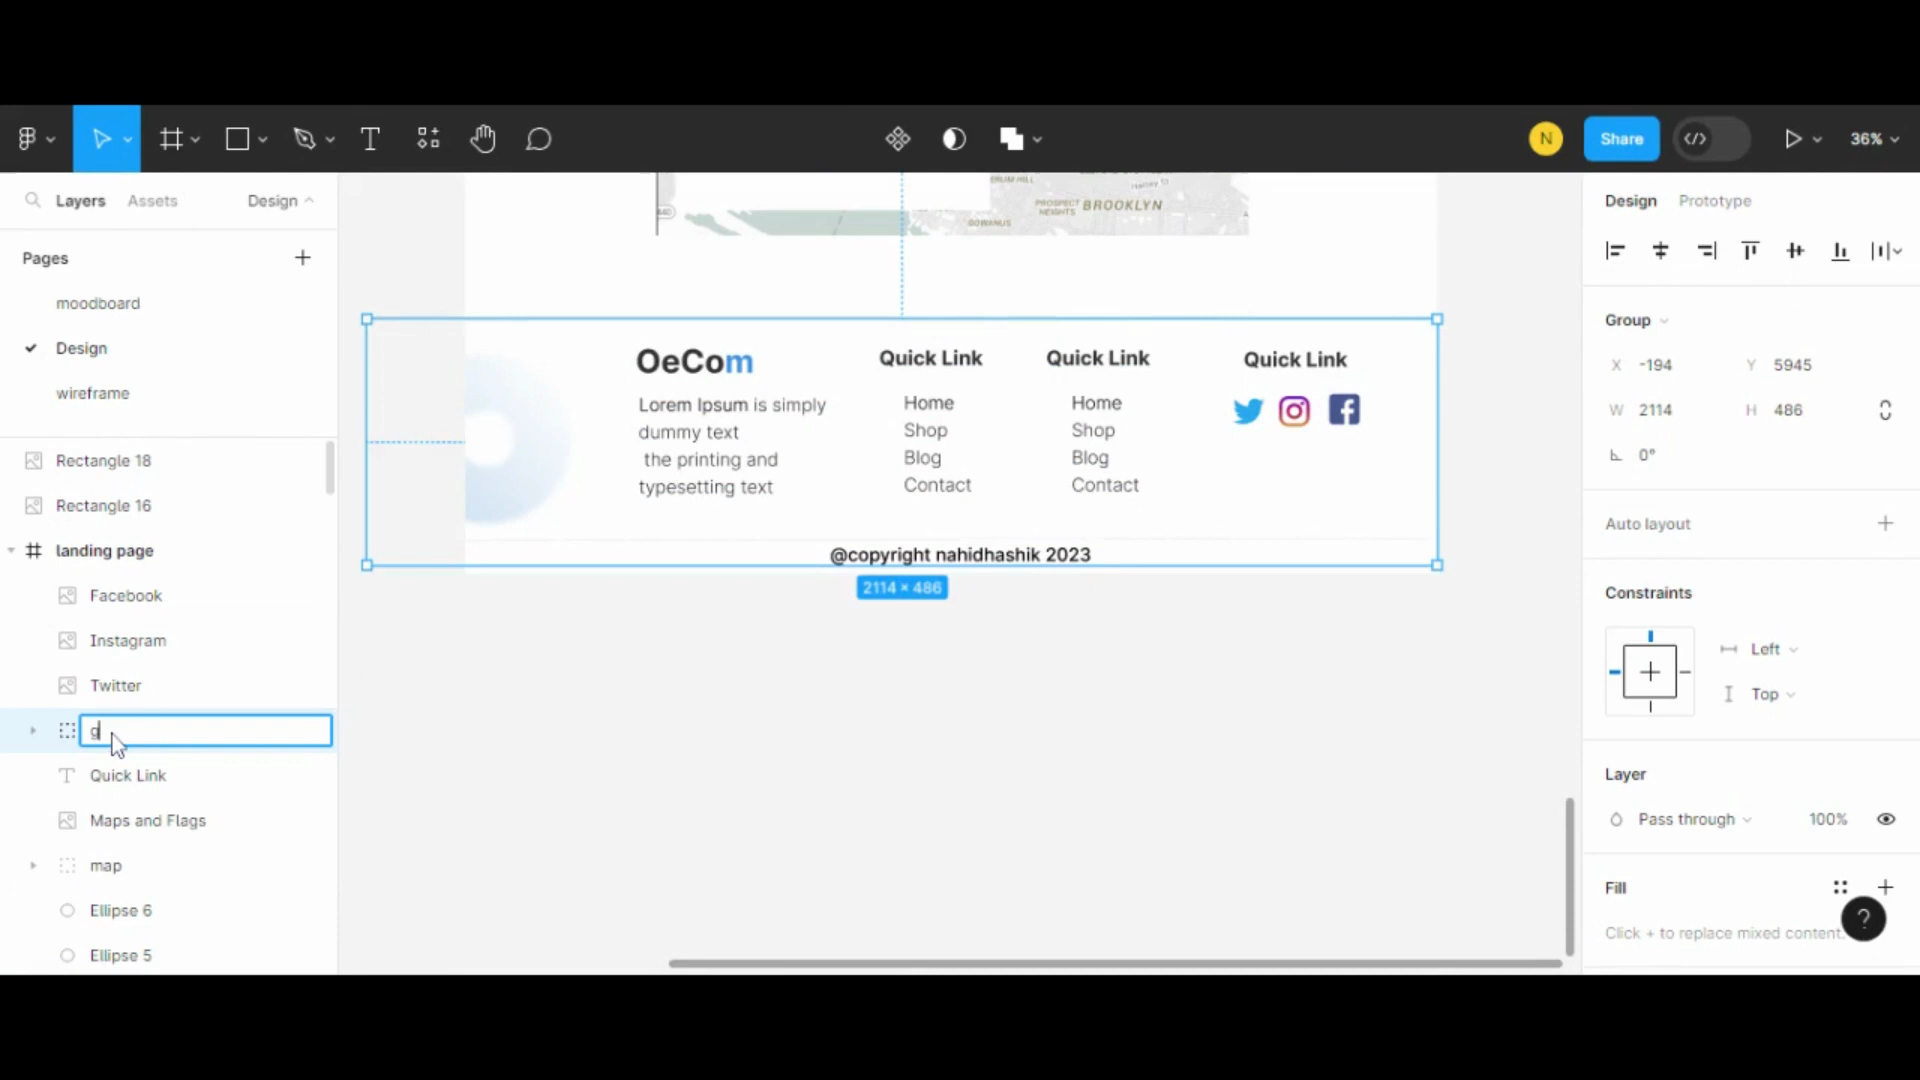 N
Share
36%
Layers
Assets
Design
Pages
moodboard
Design
wireframe
Rectangle 18
Rectangle 16
landing page
Facebook
Instagram
Twitter
g
Quick Link
Maps and Flags
map
Ellipse 6
Ellipse 5
PROSPECT
HEIGHTS
BROOKLYN
GOWANUS
OeCom
Lorem Ipsum is simply
dummy text
the printing and
typesetting text
Quick Link
Home
Shop
Blog
Contact
Quick Link
Home
Shop
Blog
Contact
Quick Link
@copyright nahidhashik 2023
2114 × 486
Design
Prototype
Group
X -194
Y 5945
W 2114
H 486
0°
Auto layout
Constraints
Left
Top
Layer
Pass through
100%
Fill
Click + to replace mixed content.
?